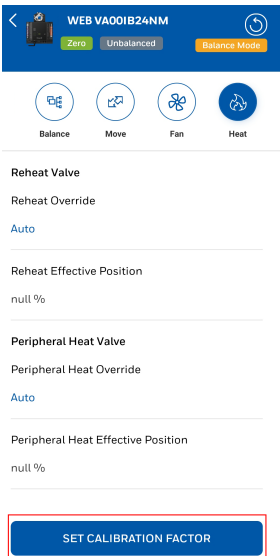 WEB VA00IB24NM
Zero Unbalanced Balance Mode
Balance Move Fan Heat
Reheat Valve
Reheat Override
Auto
Reheat Effective Position
null %
Peripheral Heat Valve
Peripheral Heat Override
Auto
Peripheral Heat Effective Position
null %
SET CALIBRATION FACTOR